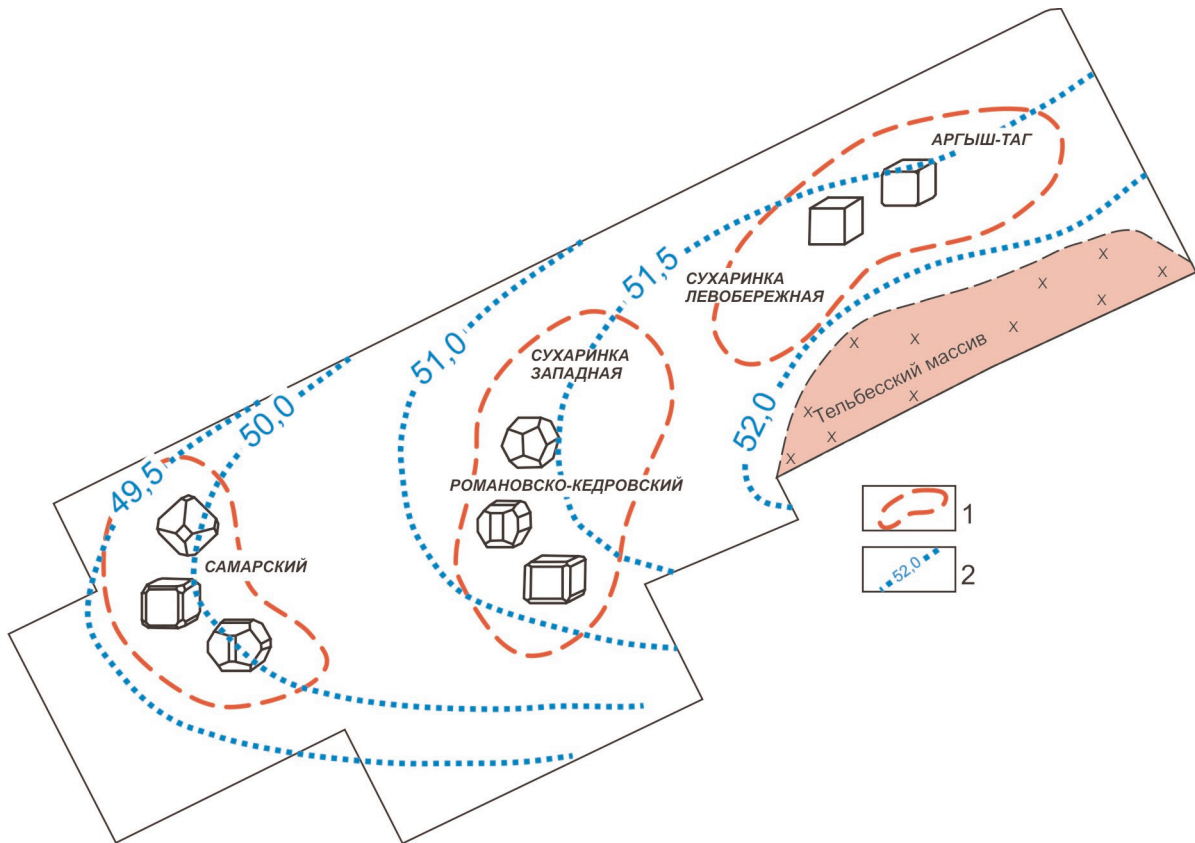 АРГЫШ-ТАГ
51,5
СУХАРИНКА
ЛЕВОБЕРЕЖНАЯ
51,0
СУХАРИНКА
ЗАПАДНАЯ
52,0
Тельбесский массив
50,0
49,5
РОМАНОВСКО-КЕДРОВСКИЙ
САМАРСКИЙ
1
52,0
2
X
X
X
X
X
X
X
X
X
X
X